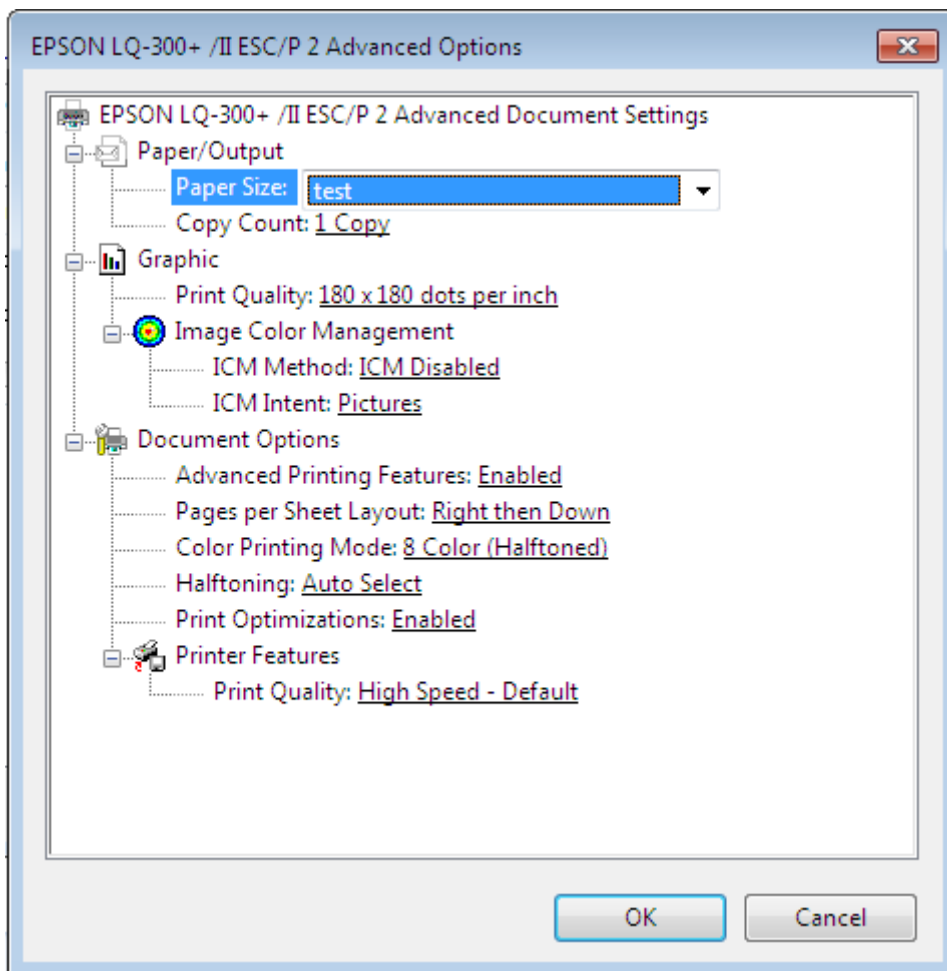 EPSON LQ-300+ /II ESC/P 2 Advanced Options
EPSON LQ-300+ /II ESC/P 2 Advanced Document Settings
Paper/Output
Paper Size: test
Copy Count: 1 Copy
Graphic
Print Quality: 180 x 180 dots per inch
Image Color Management
ICM Method: ICM Disabled
ICM Intent: Pictures
Document Options
Advanced Printing Features: Enabled
Pages per Sheet Layout: Right then Down
Color Printing Mode: 8 Color (Halftoned)
Halftoning: Auto Select
Print Optimizations: Enabled
Printer Features
Print Quality: High Speed - Default
OK Cancel